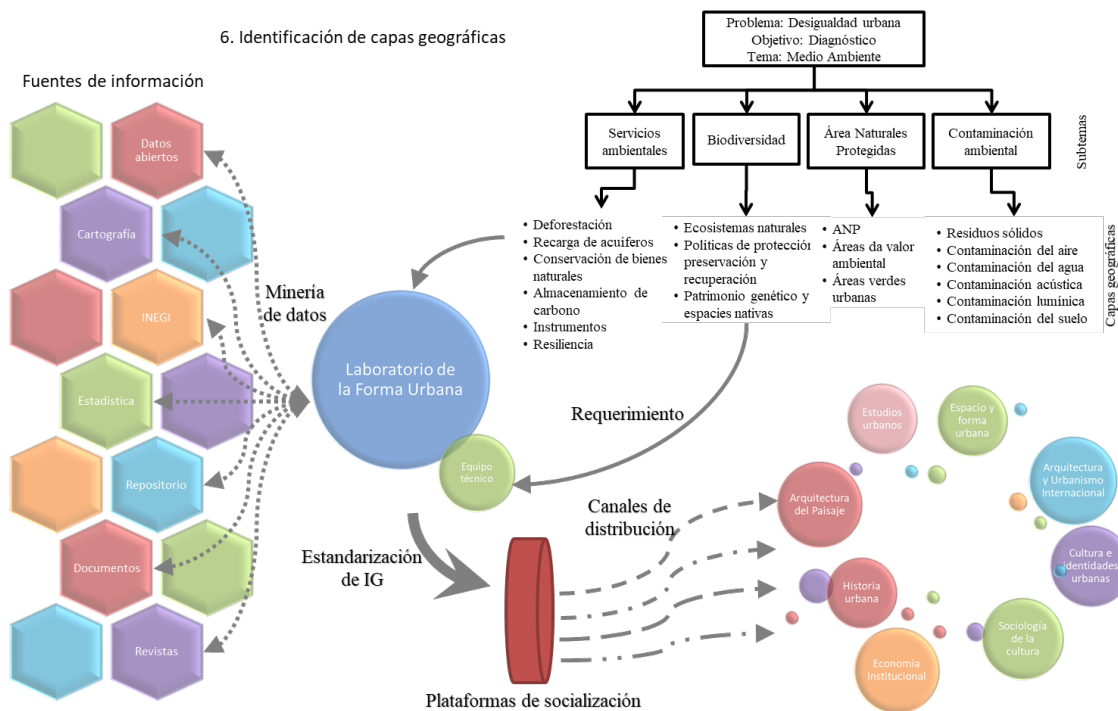 6. Identificación de capas geográficas
Problema: Desigualdad urbana
Objetivo: Diagnóstico
Tema: Medio Ambiente
Servicios
ambientales
Biodiversidad
Área Naturales
Protegidas
Contaminación
ambiental
Subtemas
• Deforestación
• Recarga de acuíferos
• Conservación de bienes
naturales
• Almacenamiento de
carbono
• Instrumentos
• Resiliencia
• Ecosistemas naturales
• Políticas de protección
preservación y
recuperación
• Patrimonio genético y
espacies nativas
• ANP
• Áreas da valor
ambiental
• Áreas verdes
urbanas
• Residuos sólidos
• Contaminación del aire
• Contaminación del agua
• Contaminación acústica
• Contaminación lumínica
• Contaminación del suelo
Capas geográficas
Fuentes de información
Datos
abiertos
Cartografía
INEGI
Estadística
Repositorio
Documentos
Revistas
Minería
de datos
Laboratorio de
la Forma Urbana
Equipo
técnico
Requerimiento
Estandarización
de IG
Canales de
distribución
Plataformas de socialización
Estudios
urbanos
Espacio y
forma
urbana
Arquitectura
y Urbanismo
Internacional
Arquitectura
del Paisaje
Cultura e
identidades
urbanas
Historia
urbana
Sociología
de la
cultura
Economía
Institucional